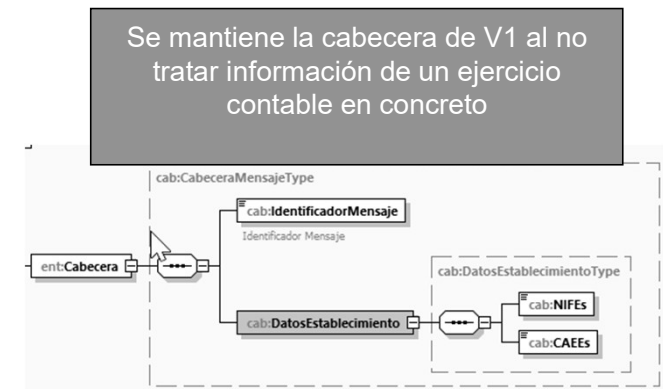 Se mantiene la cabecera de V1 al no
tratar información de un ejercicio
contable en concreto
cab:CabeceraMensajeType
cab:IdentificadorMensaje
Identificador Mensaje
ent:Cabecera
cab:DatosEstablecimientoType
cab:NIFEs
cab:DatosEstablecimiento
cab:CAEEs